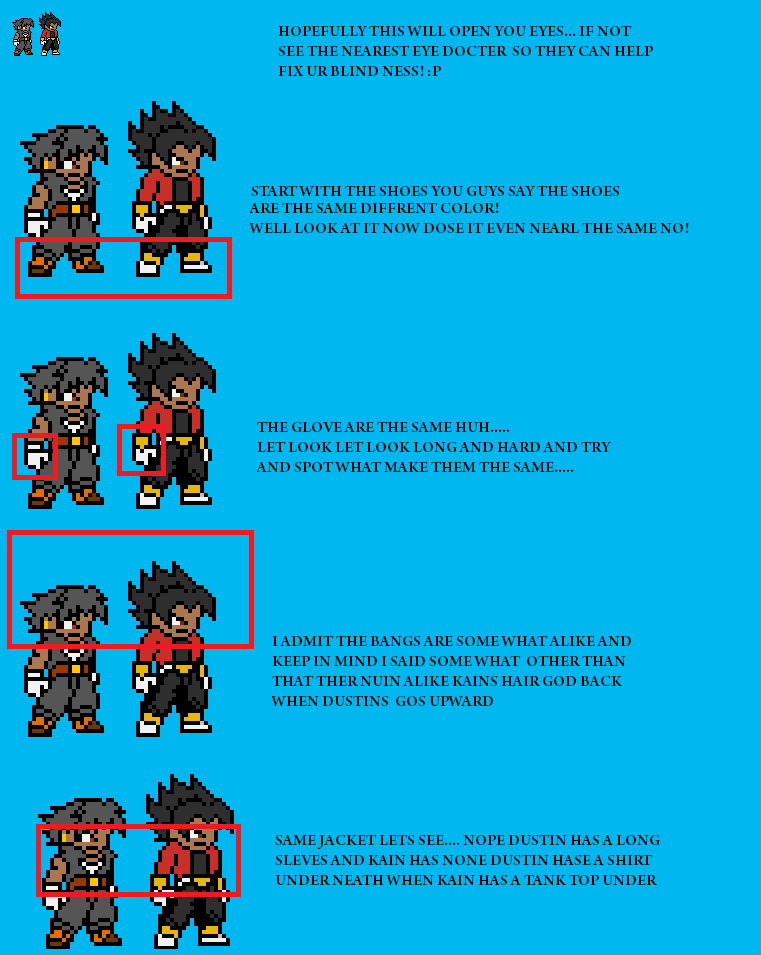 HOPEFULLY THIS WILL OPEN YOU EYES... IF NOT
SEE THE NEAREST EYE DOCTER SO THEY CAN HELP
FIX UR BLIND NESS! :P
START WITH THE SHOES YOU GUYS SAY THE SHOES
ARE THE SAME DIFFRENT COLOR!
WELL LOOK AT IT NOW DOSE IT EVEN NEARL THE SAME NO!
THE GLOVE ARE THE SAME HUH.....
LET LOOK LET LOOK LONG AND HARD AND TRY
AND SPOT WHAT MAKE THEM THE SAME.....
I ADMIT THE BANGS ARE SOME WHAT ALIKE AND
KEEP IN MIND I SAID SOME WHAT OTHER THAN
THAT THER NUIN ALIKE KAINS HAIR GOD BACK
WHEN DUSTINS GOS UPWARD
SAME JACKET LETS SEE.... NOPE DUSTIN HAS A LONG
SLEVES AND KAIN HAS NONE DUSTIN HASE A SHIRT
UNDER NEATH WHEN KAIN HAS A TANK TOP UNDER